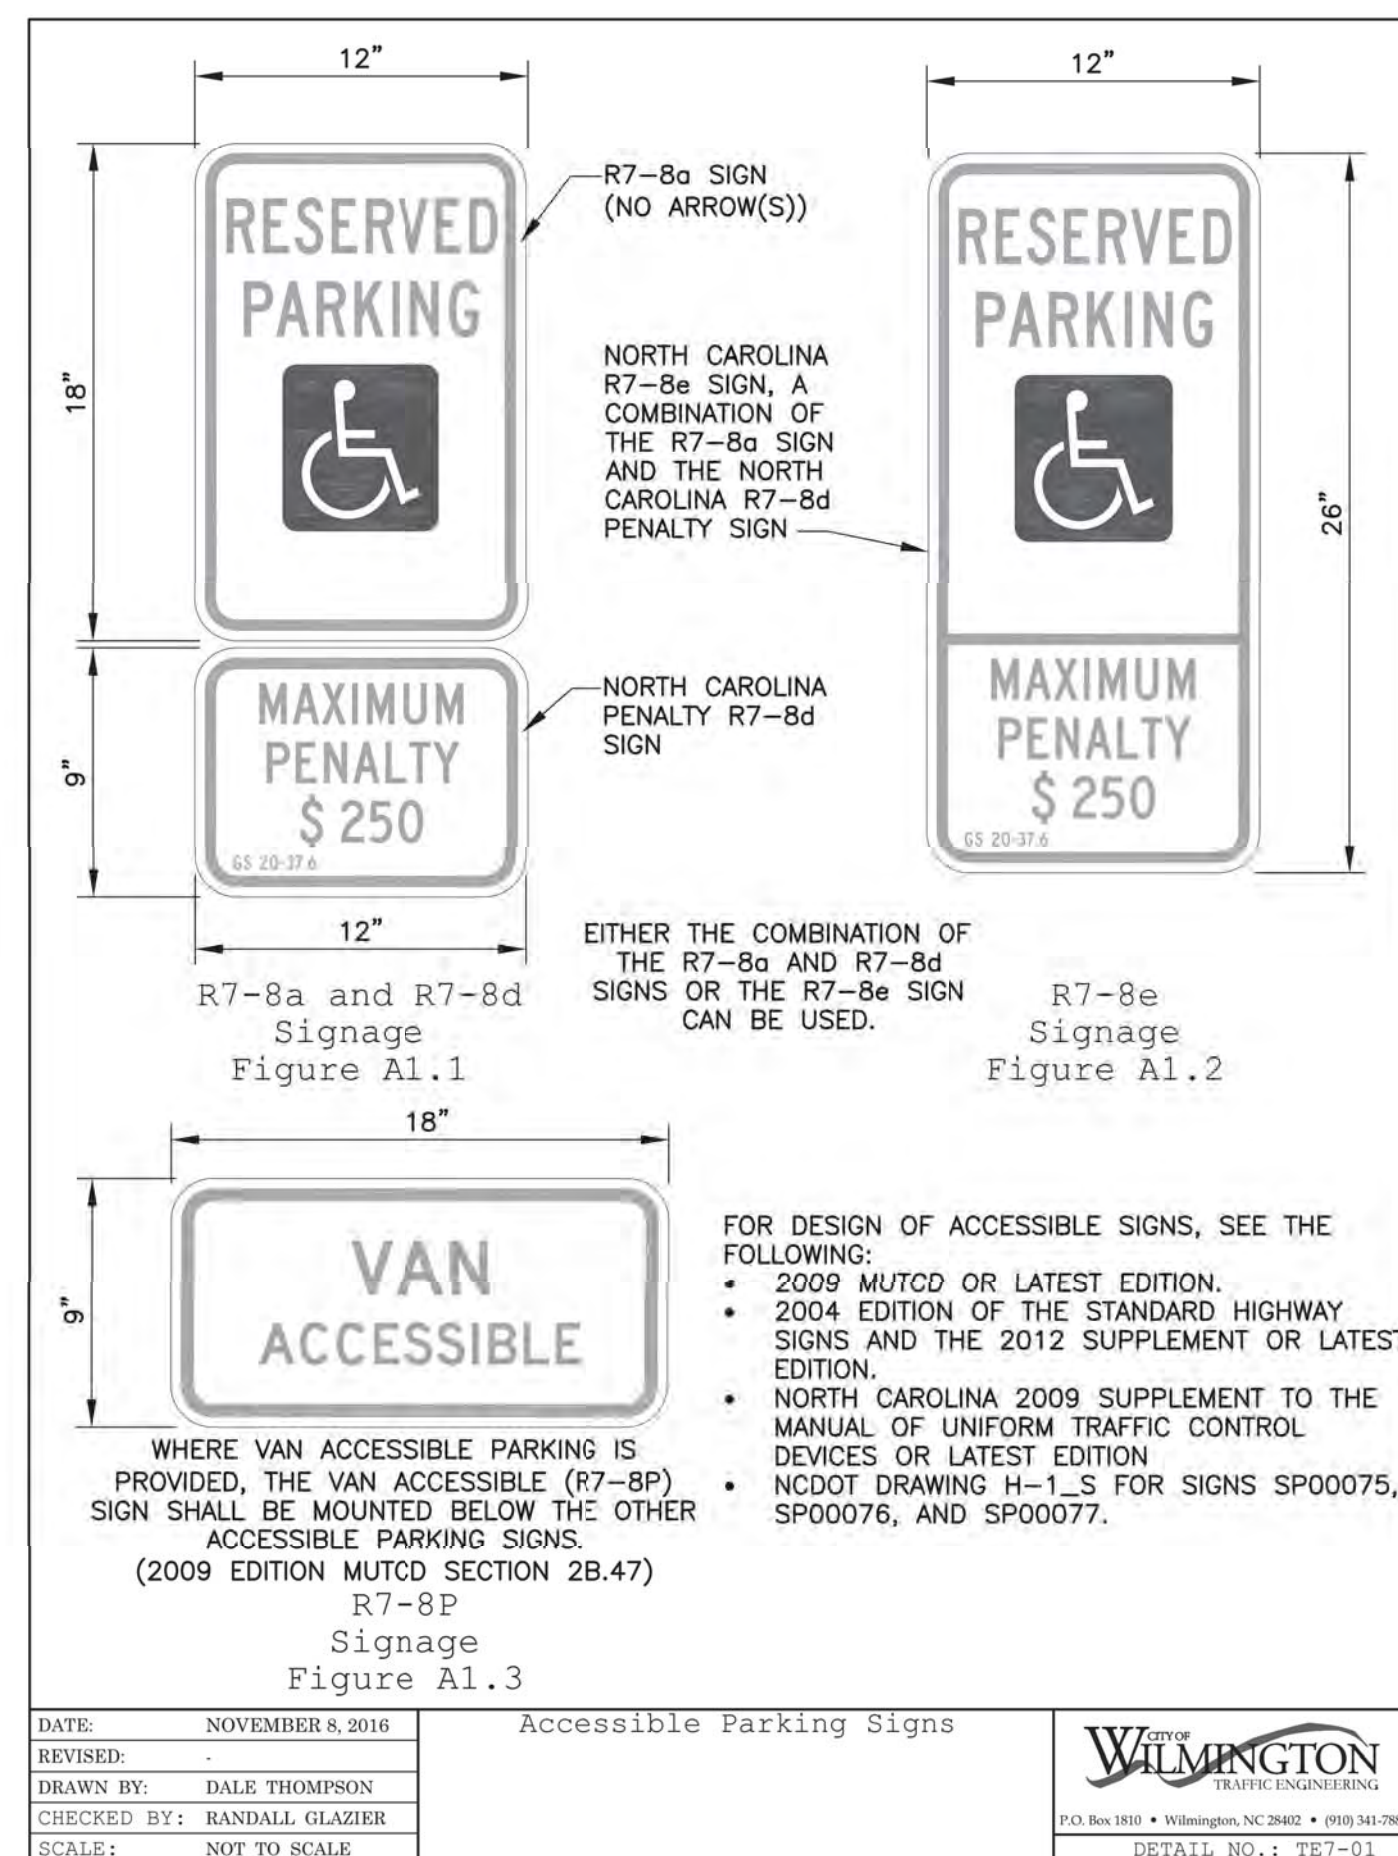 12"
12"
18"
RESERVED
PARKING
R7-8a SIGN
(NO ARROW(S))
NORTH CAROLINA
R7-8e SIGN, A
COMBINATION OF
THE R7-8a SIGN
AND THE NORTH
CAROLINA R7-8d
PENALTY SIGN
RESERVED
PARKING
26"
9"
MAXIMUM
PENALTY
$ 250
GS 20-37.6
NORTH CAROLINA
PENALTY R7-8d
SIGN
MAXIMUM
PENALTY
$ 250
GS 20-37.6
12"
R7-8a and R7-8d
Signage
Figure A1.1
EITHER THE COMBINATION OF
THE R7-8a AND R7-8d
SIGNS OR THE R7-8e SIGN
CAN BE USED.
R7-8e
Signage
Figure A1.2
18"
9"
VAN
ACCESSIBLE
WHERE VAN ACCESSIBLE PARKING IS
PROVIDED, THE VAN ACCESSIBLE (R7-8P)
SIGN SHALL BE MOUNTED BELOW THE OTHER
ACCESSIBLE PARKING SIGNS.
(2009 EDITION MUTCD SECTION 2B.47)
R7-8P
Signage
Figure A1.3
FOR DESIGN OF ACCESSIBLE SIGNS, SEE THE
FOLLOWING:
• 2009 MUTCD OR LATEST EDITION.
• 2004 EDITION OF THE STANDARD HIGHWAY
SIGNS AND THE 2012 SUPPLEMENT OR LATEST
EDITION.
• NORTH CAROLINA 2009 SUPPLEMENT TO THE
MANUAL OF UNIFORM TRAFFIC CONTROL
DEVICES OR LATEST EDITION
• NCDOT DRAWING H-1_S FOR SIGNS SP00075,
SP00076, AND SP00077.
DATE: NOVEMBER 8, 2016
REVISED: -
DRAWN BY: DALE THOMPSON
CHECKED BY: RANDALL GLAZIER
SCALE: NOT TO SCALE
Accessible Parking Signs
CITY OF
WILMINGTON
TRAFFIC ENGINEERING
P.O. Box 1810 • Wilmington, NC 28402 • (910) 341-788
DETAIL NO.: TE7-01